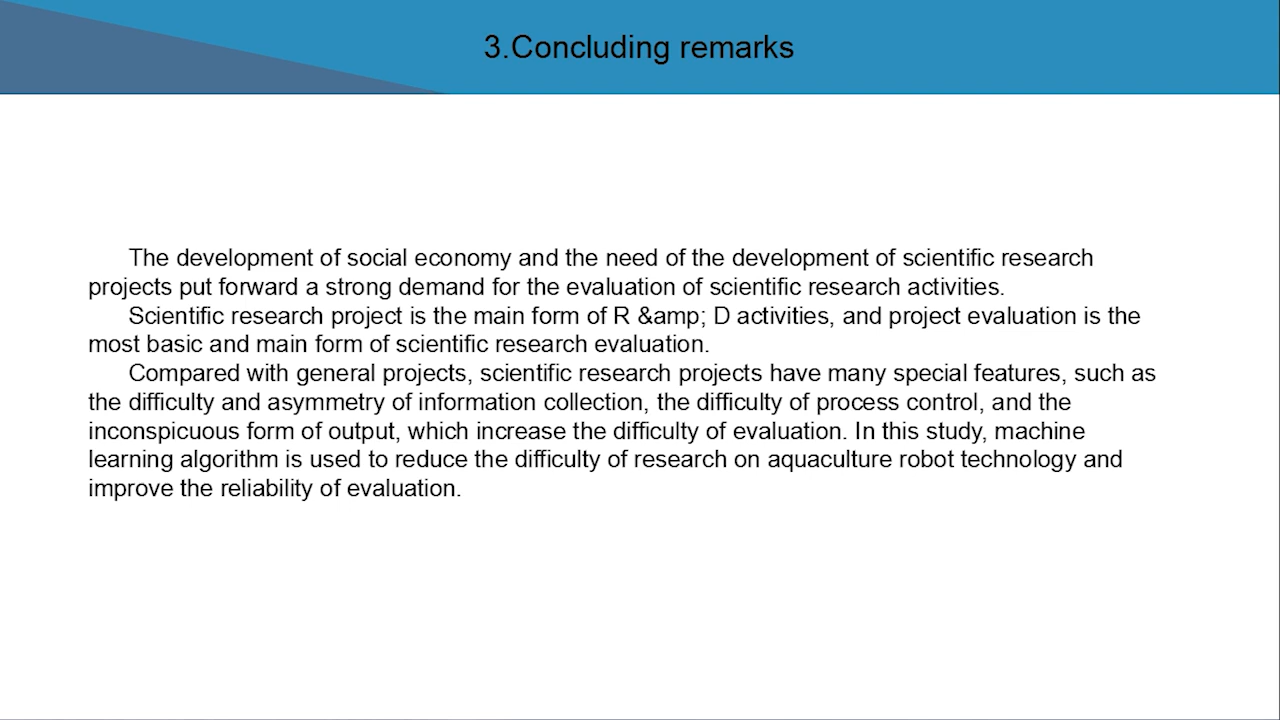 3.Concluding remarks
The development of social economy and the need of the development of scientific research
projects put forward a strong demand for the evaluation of scientific research activities.
Scientific research project is the main form of R &amp; D activities, and project evaluation is the
most basic and main form of scientific research evaluation.
Compared with general projects, scientific research projects have many special features, such as
the difficulty and asymmetry of information collection, the difficulty of process control, and the
inconspicuous form of output, which increase the difficulty of evaluation. In this study, machine
learning algorithm is used to reduce the difficulty of research on aquaculture robot technology and
improve the reliability of evaluation.